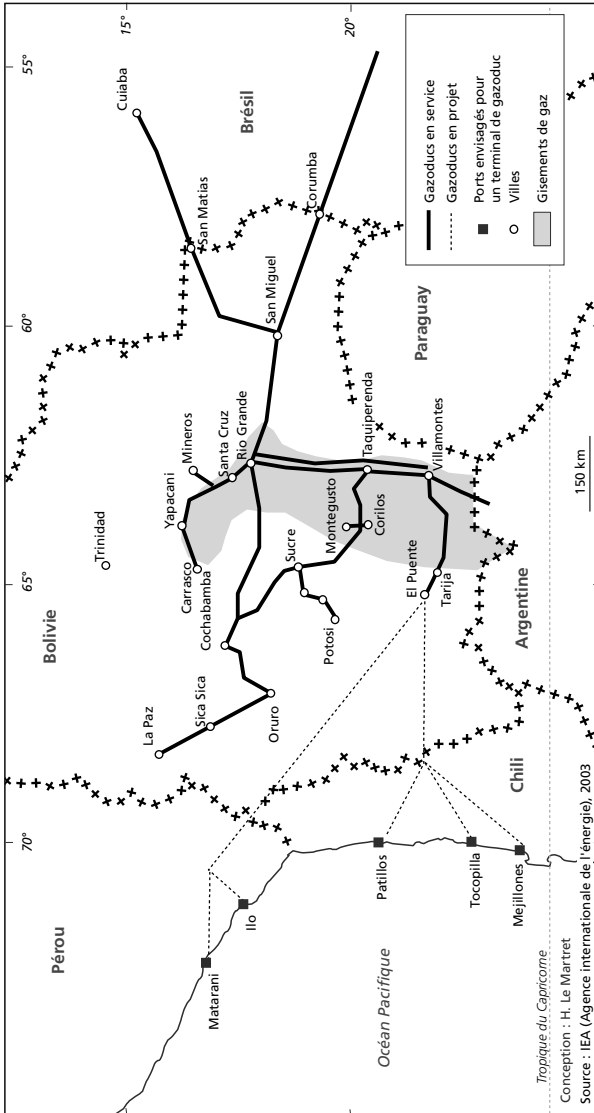 55°
60°
65°
70°
15°
20°
Pérou
Bolivie
Brésil
Paraguay
Argentine
Chili
Océan Pacifique
Tropique du Capricorne
Cuiaba
San Matias
Corumba
San Miguel
Trinidad
Mineros
Yapacani
Santa Cruz
Rio Grande
Carrasco
Cochabamba
La Paz
Sica Sica
Oruro
Sucre
Potosi
Montegusto
Corilos
Taquiperenda
Villamontes
El Puente
Tarija
Matarani
Ilo
Patillos
Tocopilla
Mejillones
Gazoducs en service
Gazoducs en projet
Ports envisagés pour
un terminal de gazoduc
Villes
Gisements de gaz
150 km
Conception : H. Le Martret
Source : IEA (Agence internationale de l'énergie), 2003